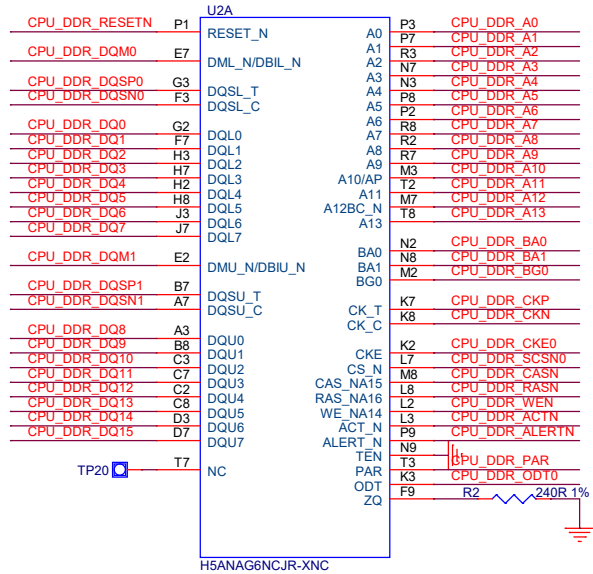 U2A
CPU_DDR_RESETN P1 RESET_N
CPU_DDR_DQM0 E7 DML_N/DBIL_N
CPU_DDR_DQSP0 G3 DQSL_T
CPU_DDR_DQSN0 F3 DQSL_C
CPU_DDR_DQ0 G2 DQL0
CPU_DDR_DQ1 F7 DQL1
CPU_DDR_DQ2 H3 DQL2
CPU_DDR_DQ3 H7 DQL3
CPU_DDR_DQ4 H2 DQL4
CPU_DDR_DQ5 H8 DQL5
CPU_DDR_DQ6 J3 DQL6
CPU_DDR_DQ7 J7 DQL7
CPU_DDR_DQM1 E2 DMU_N/DBIU_N
CPU_DDR_DQSP1 B7 DQSU_T
CPU_DDR_DQSN1 A7 DQSU_C
CPU_DDR_DQ8 A3 DQU0
CPU_DDR_DQ9 B8 DQU1
CPU_DDR_DQ10 C3 DQU2
CPU_DDR_DQ11 C7 DQU3
CPU_DDR_DQ12 C2 DQU4
CPU_DDR_DQ13 C8 DQU5
CPU_DDR_DQ14 D3 DQU6
CPU_DDR_DQ15 D7 DQU7
TP20 T7 NC
A0 P3 CPU_DDR_A0
A1 P7 CPU_DDR_A1
A2 R3 CPU_DDR_A2
A3 N7 CPU_DDR_A3
A4 N3 CPU_DDR_A4
A5 P8 CPU_DDR_A5
A6 P2 CPU_DDR_A6
A7 R8 CPU_DDR_A7
A8 R2 CPU_DDR_A8
A9 R7 CPU_DDR_A9
A10/AP M3 CPU_DDR_A10
A11 T2 CPU_DDR_A11
A12BC_N M7 CPU_DDR_A12
A13 T8 CPU_DDR_A13
BA0 N2 CPU_DDR_BA0
BA1 N8 CPU_DDR_BA1
BG0 M2 CPU_DDR_BG0
CK_T K7 CPU_DDR_CKP
CK_C K8 CPU_DDR_CKN
CKE K2 CPU_DDR_CKE0
CS_N L7 CPU_DDR_SCSN0
CAS_NA15 M8 CPU_DDR_CASN
RAS_NA16 L8 CPU_DDR_RASN
WE_NA14 L2 CPU_DDR_WEN
ACT_N L3 CPU_DDR_ACTN
ALERT_N P9 CPU_DDR_ALERTN
TEN N9
PAR T3 CPU_DDR_PAR
ODT K3 CPU_DDR_ODT0
ZQ F9 R2 240R 1%
H5ANAG6NCJR-XNC